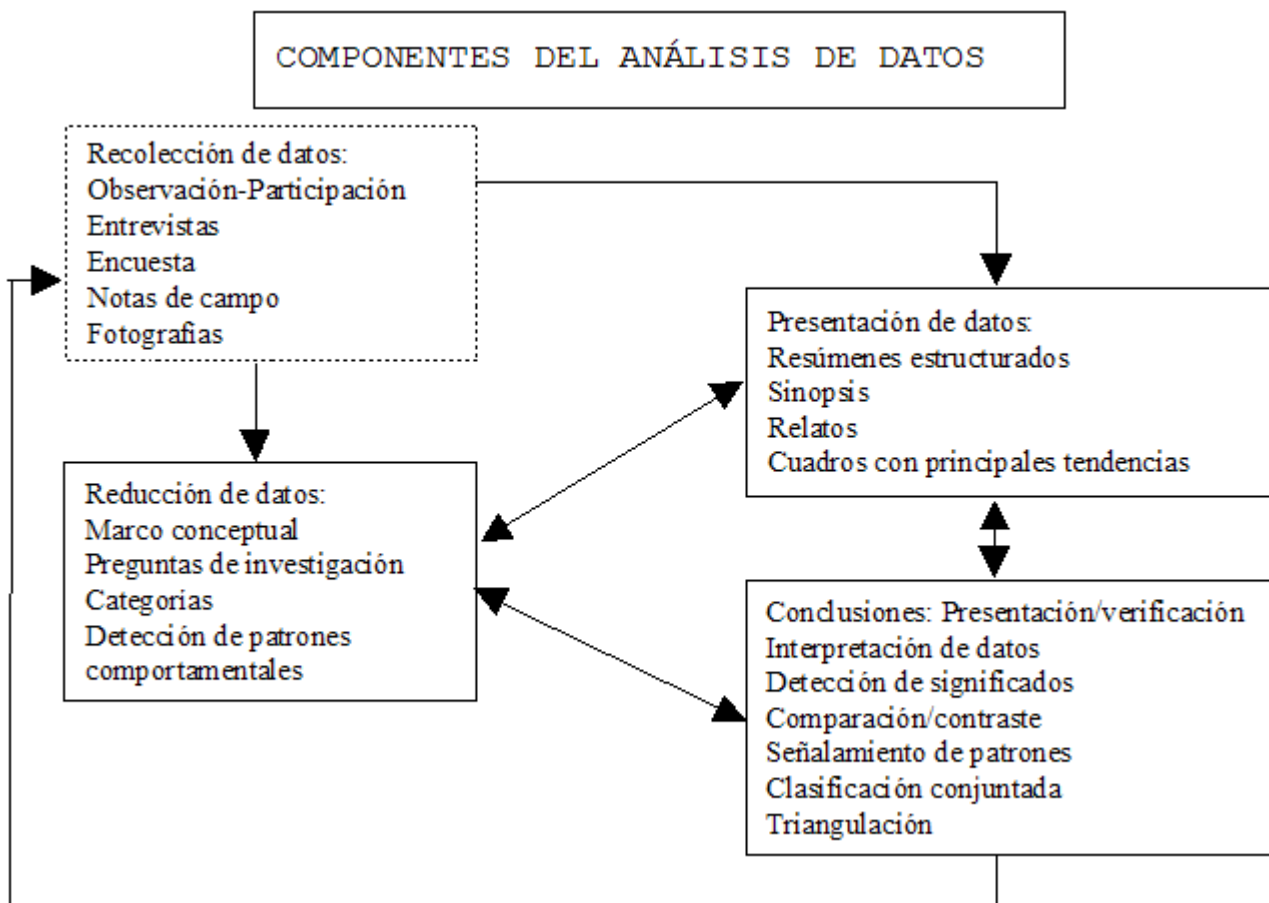 COMPONENTES DEL ANÁLISIS DE DATOS
Recolección de datos:
Observación-Participación
Entrevistas
Encuesta
Notas de campo
Fotografías
Presentación de datos:
Resúmenes estructurados
Sinopsis
Relatos
Cuadros con principales tendencias
Reducción de datos:
Marco conceptual
Preguntas de investigación
Categorías
Detección de patrones
comportamentales
Conclusiones: Presentación/verificación
Interpretación de datos
Detección de significados
Comparación/contraste
Señalamiento de patrones
Clasificación conjuntada
Triangulación